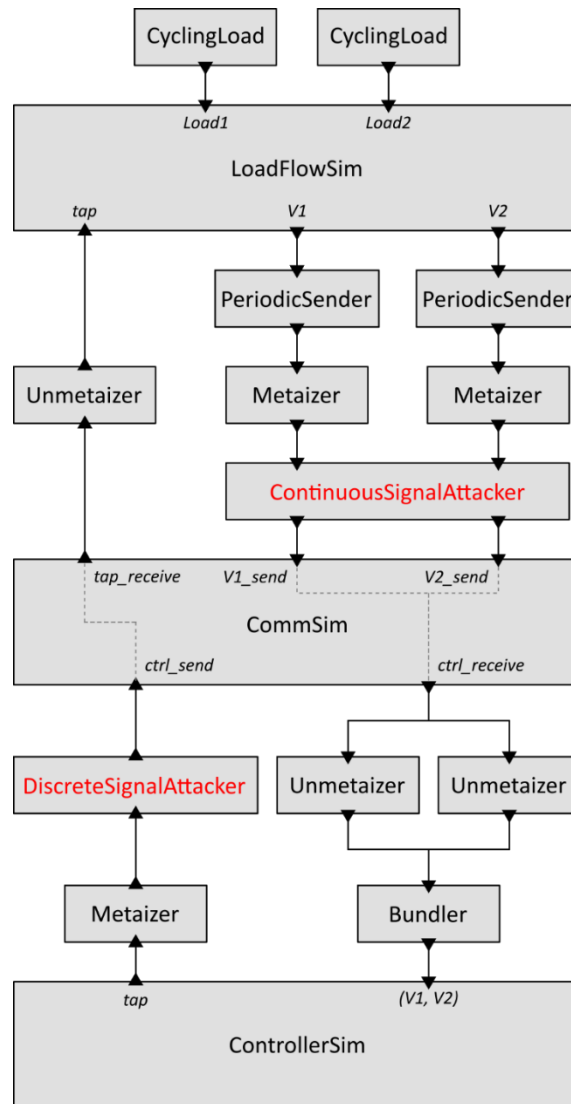 CyclingLoad
CyclingLoad
Load1
Load2
LoadFlowSim
tap
V1
V2
PeriodicSender
PeriodicSender
Unmetaizer
Metaizer
Metaizer
ContinuousSignalAttacker
tap_receive
V1_send
V2_send
CommSim
ctrl_send
ctrl_receive
DiscreteSignalAttacker
Unmetaizer
Unmetaizer
Metaizer
Bundler
tap
(V1, V2)
ControllerSim